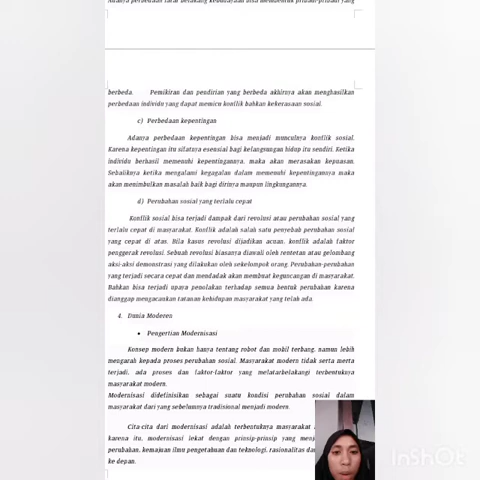 Adanya perbedaan latar belakang kebudayaan bisa membentuk pribadi-pribadi yang
berbeda. Pemikiran dan pendirian yang berbeda akhirnya akan menghasilkan
perbedaan individu yang dapat memicu konflik bahkan kekerasaan sosial.
c) Perbedaan kepentingan
Adanya perbedaan kepentingan bisa menjadi munculnya konflik sosial.
Karena kepentingan itu sifatnya esensial bagi kelangsungan hidup itu sendiri. Ketika
individu berhasil memenuhi kepentingannya, maka akan merasakan kepuasan.
Sebaliknya ketika mengalami kegagalan dalam memenuhi kepentingannya maka
akan menimbulkan masalah baik bagi dirinya maupun lingkungannya.
d) Perubahan sosial yang terlalu cepat
Konflik sosial bisa terjadi dampak dari revolusi atau perubahan sosial yang
terlalu cepat di masyarakat. Konflik adalah salah satu penyebab perubahan sosial
yang cepat di atas. Bila kasus revolusi dijadikan acuan, konflik adalah faktor
penggerak revolusi. Sebuah revolusi biasanya diawali oleh rentetan atau gelombang
aksi-aksi demonstrasi yang dilakukan oleh sekelompok orang. Perubahan-perubahan
yang terjadi secara cepat dan mendadak akan membuat keguncangan di masyarakat.
Bahkan bisa terjadi upaya penolakan terhadap semua bentuk perubahan karena
dianggap mengacaukan tatanan kehidupan masyarakat yang telah ada.
4. Dunia Moderen
• Pengertian Modernisasi
Konsep modern bukan hanya tentang robot dan mobil terbang, namun lebih
mengarah kepada proses perubahan sosial. Masyarakat modern tidak serta merta
terjadi, ada proses dan faktor-faktor yang melatarbelakangi terbentuknya
masyarakat modern.
Modernisasi didefinisikan sebagai suatu kondisi perubahan sosial dalam
masyarakat dari yang sebelumnya tradisional menjadi modern.
Cita-cita dari modernisasi adalah terbentuknya masyarakat
karena itu, modernisasi lekat dengan prinsip-prinsip yang
perubahan, kemajuan ilmu pengetahuan dan teknologi, rasionalitas
ke depan.
InShOt